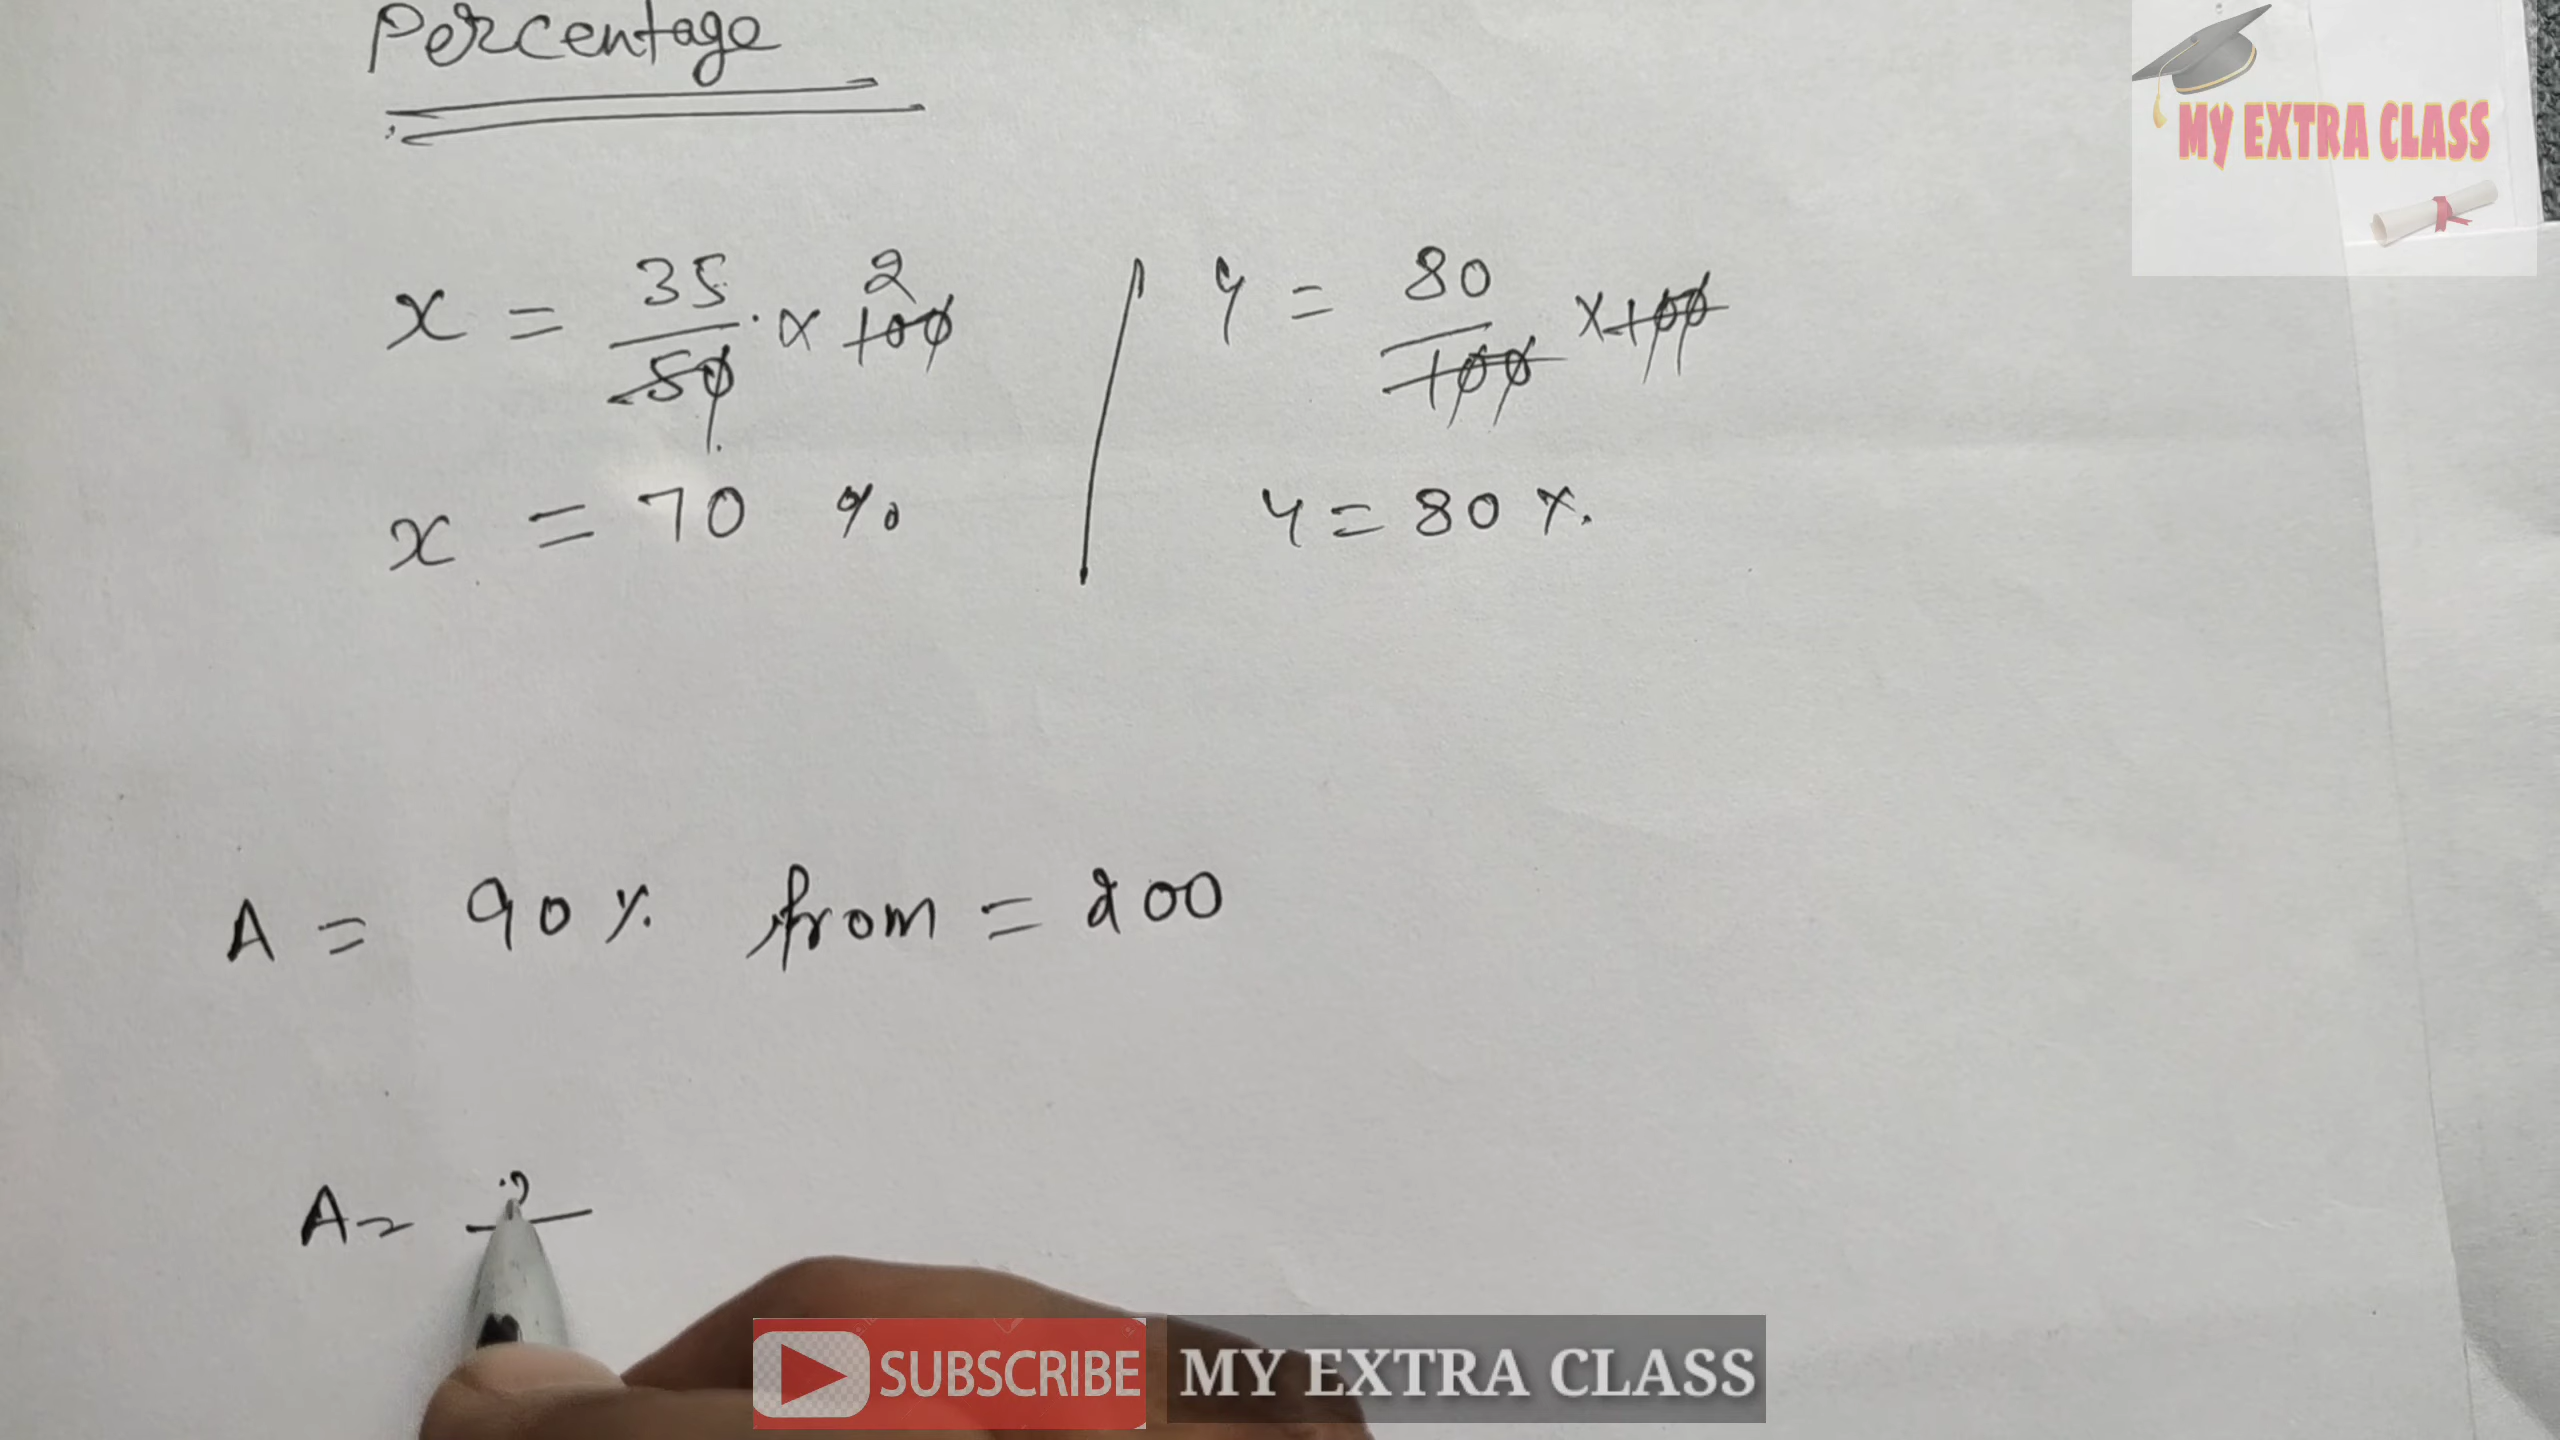 Percentage
MY EXTRA CLASS
x = 35/50 × 100 2
y = 80/100 × 100
x = 70 %
y = 80 %.
A = 90 %. from = 200
A =
SUBSCRIBE MY EXTRA CLASS